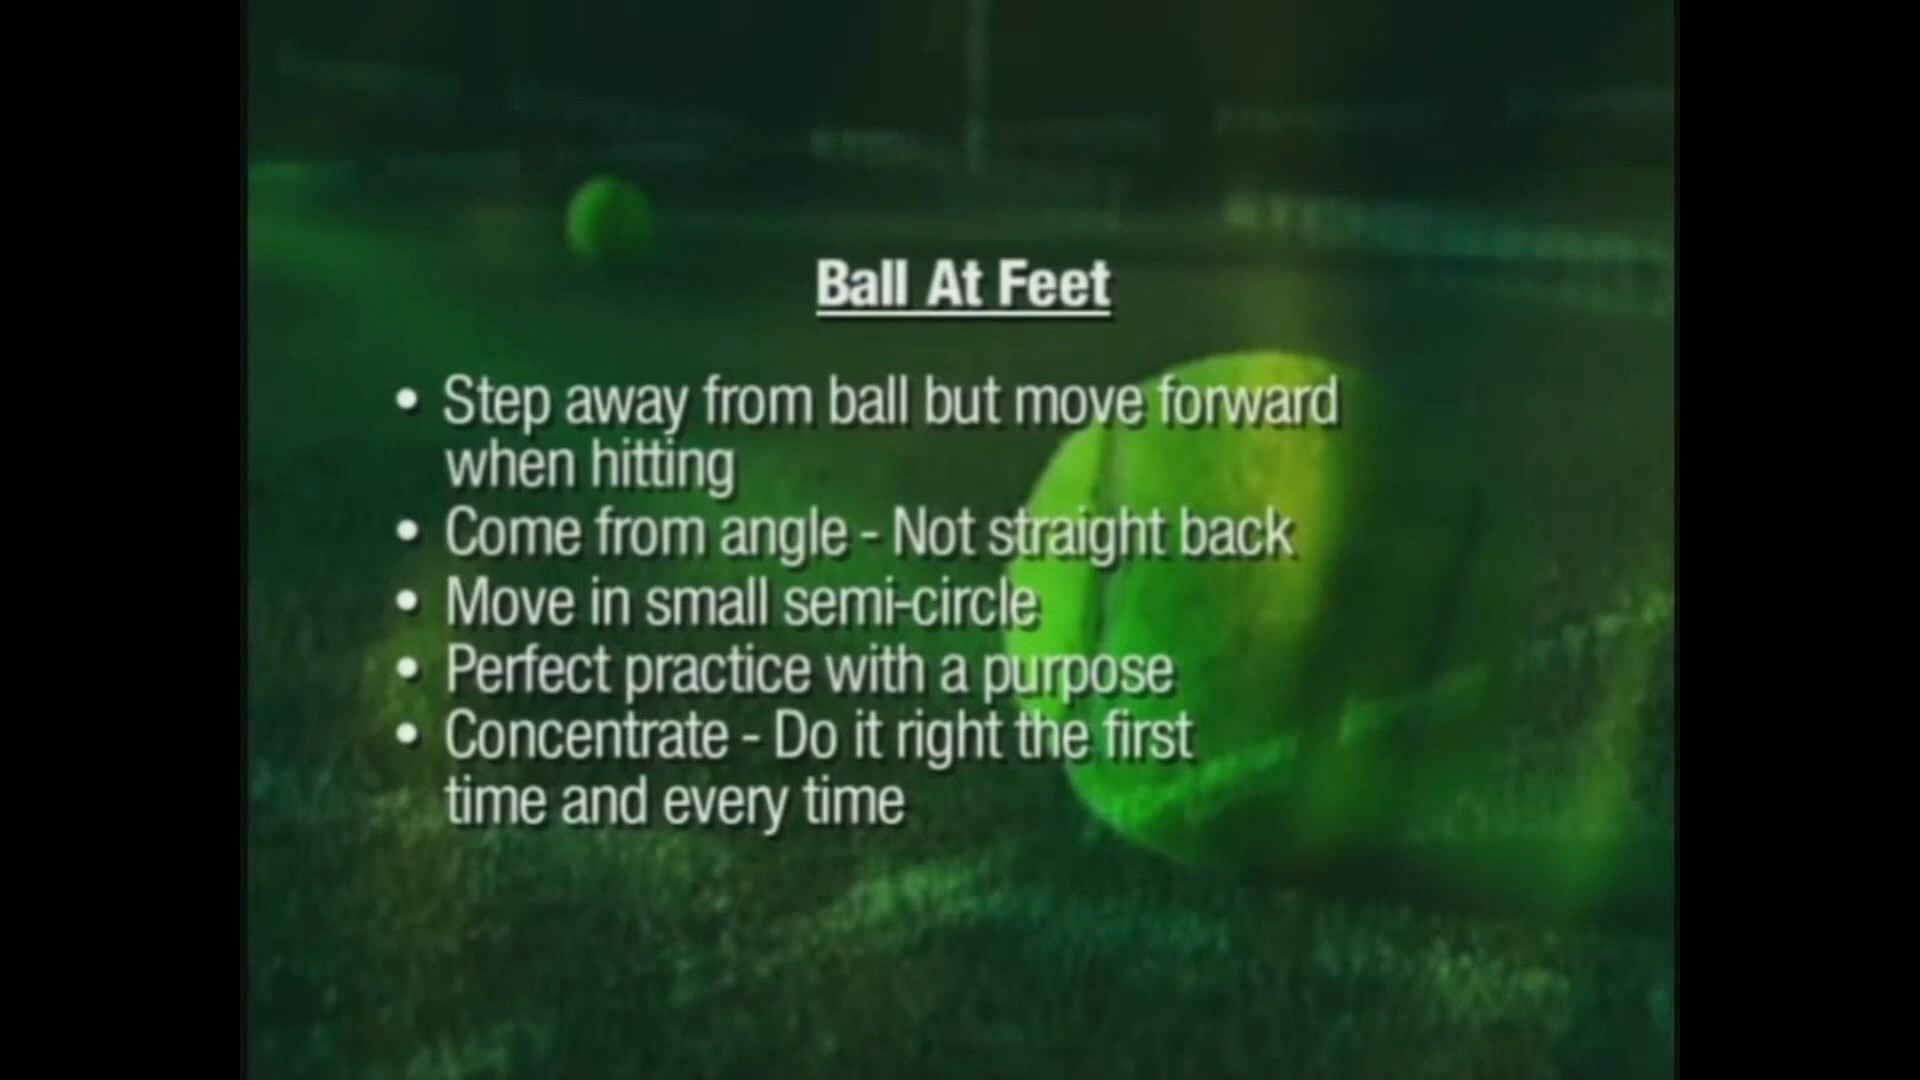 Ball At Feet
• Step away from ball but move forward
when hitting
• Come from angle - Not straight back
• Move in small semi-circle
• Perfect practice with a purpose
• Concentrate - Do it right the first
time and every time